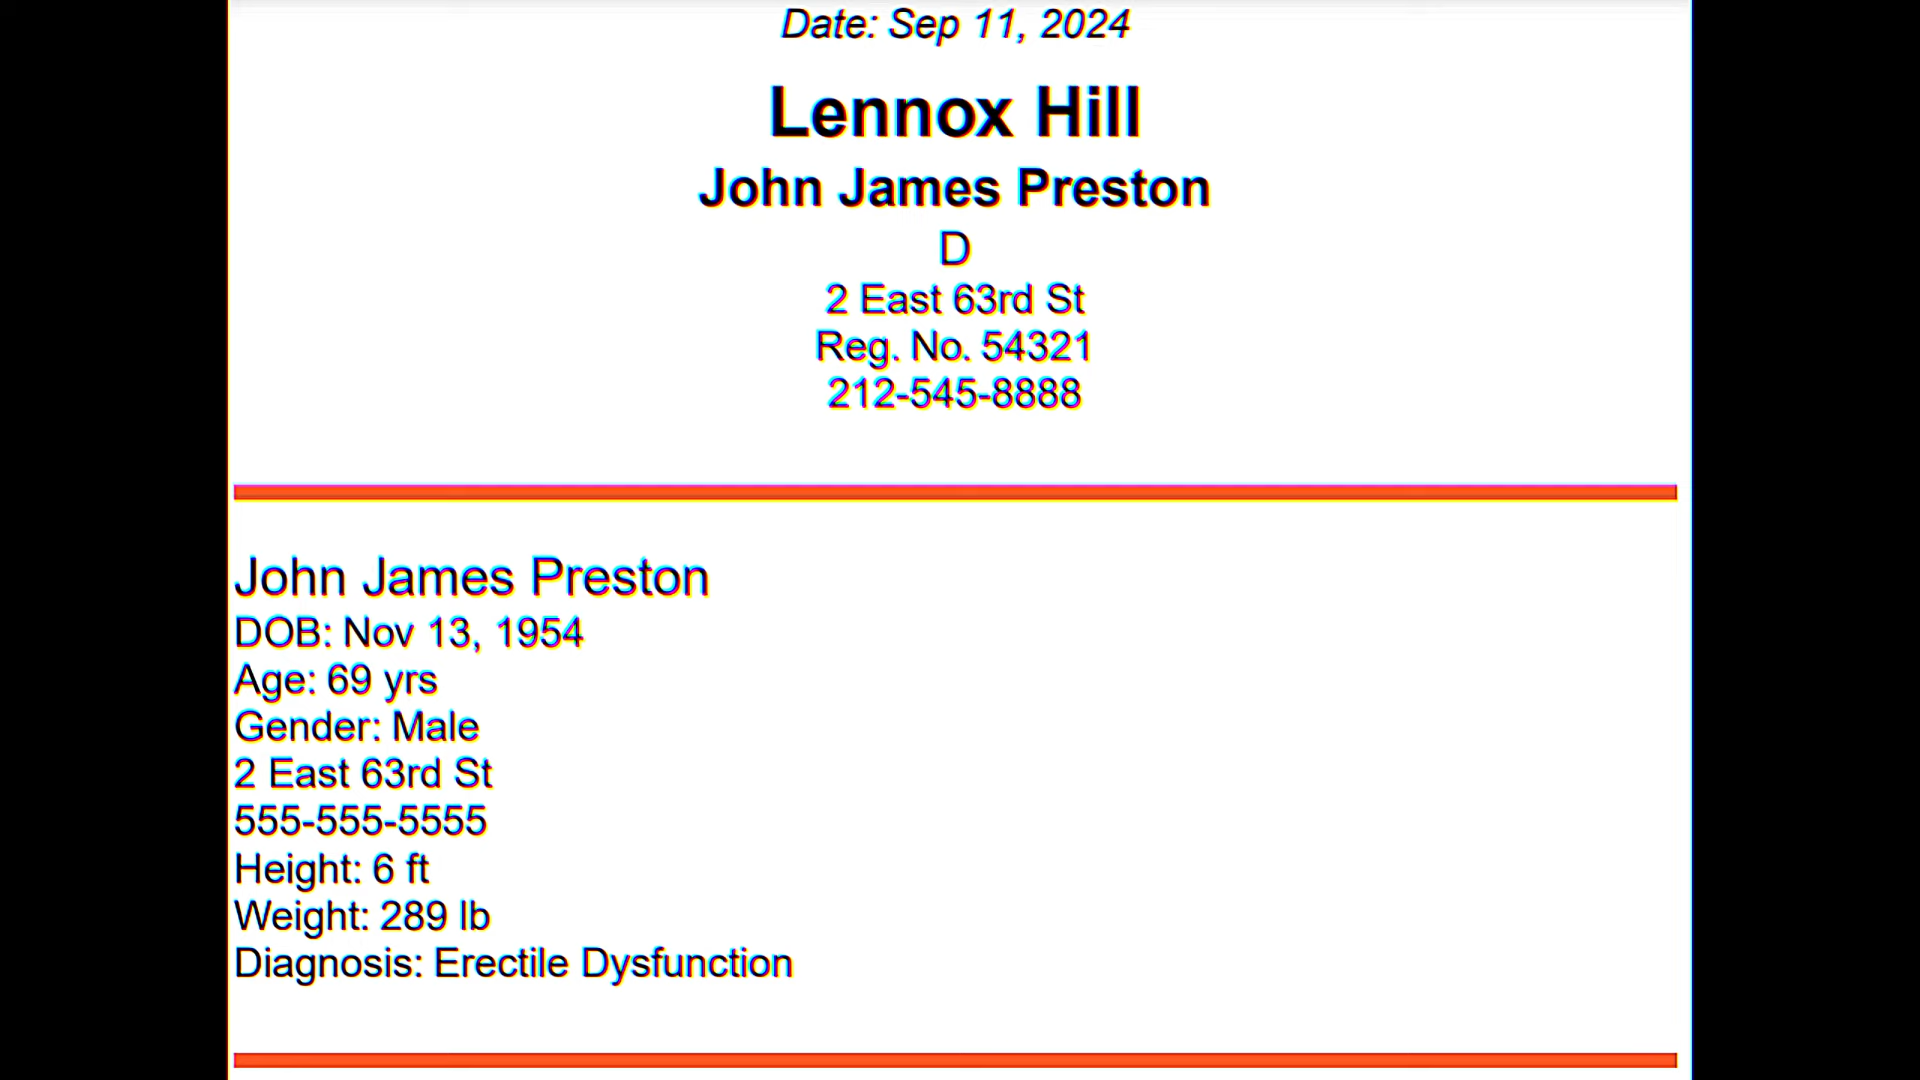 Date: Sep 11, 2024
Lennox Hill
John James Preston
D
2 East 63rd St
Reg. No. 54321
212-545-8888
John James Preston
DOB: Nov 13, 1954
Age: 69 yrs
Gender: Male
2 East 63rd St
555-555-5555
Height: 6 ft
Weight: 289 lb
Diagnosis: Erectile Dysfunction